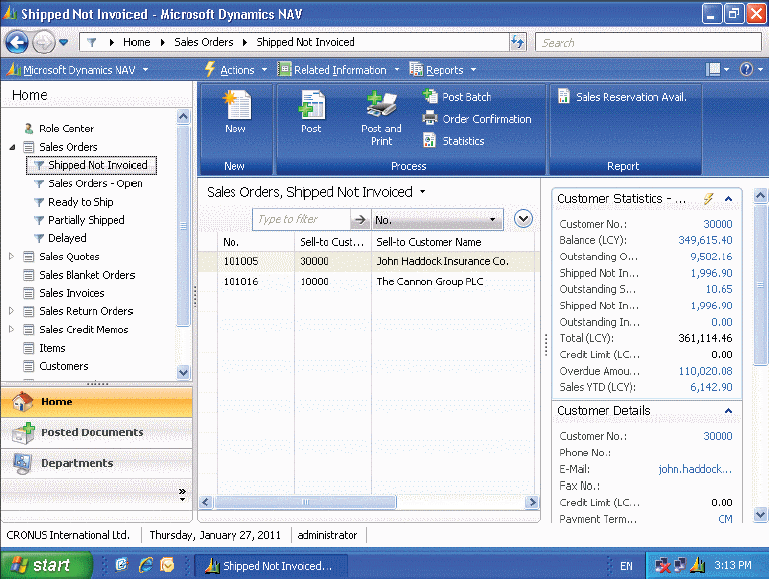 Shipped Not Invoiced - Microsoft Dynamics NAV
Home Sales Orders Shipped Not Invoiced Search
Microsoft Dynamics NAV Actions Related Information Reports
Home
Role Center
Sales Orders
Shipped Not Invoiced
Sales Orders - Open
Ready to Ship
Partially Shipped
Delayed
Sales Quotes
Sales Blanket Orders
Sales Invoices
Sales Return Orders
Sales Credit Memos
Items
Customers
Home
Posted Documents
Departments
New
New
Post
Post and
Print
Post Batch
Order Confirmation
Statistics
Process
Sales Reservation Avail.
Report
Sales Orders, Shipped Not Invoiced
Type to filter No.
No. Sell-to Cust... Sell-to Customer Name
101005 30000 John Haddock Insurance Co.
101016 10000 The Cannon Group PLC
Customer Statistics - ...
Customer No.: 30000
Balance (LCY): 349,615.40
Outstanding O... 9,502.16
Shipped Not In... 1,996.90
Outstanding S... 10.65
Shipped Not In... 1,996.90
Outstanding In... 0.00
Total (LCY): 361,114.46
Credit Limit (LC... 0.00
Overdue Amou... 110,020.08
Sales YTD (LCY): 6,142.90
Customer Details
Customer No.: 30000
Phone No.:
E-Mail: john.haddock...
Fax No.:
Credit Limit (LC... 0.00
Payment Term... CM
CRONUS International Ltd. Thursday, January 27, 2011 administrator
start Shipped Not Invoiced... EN 3:13 PM